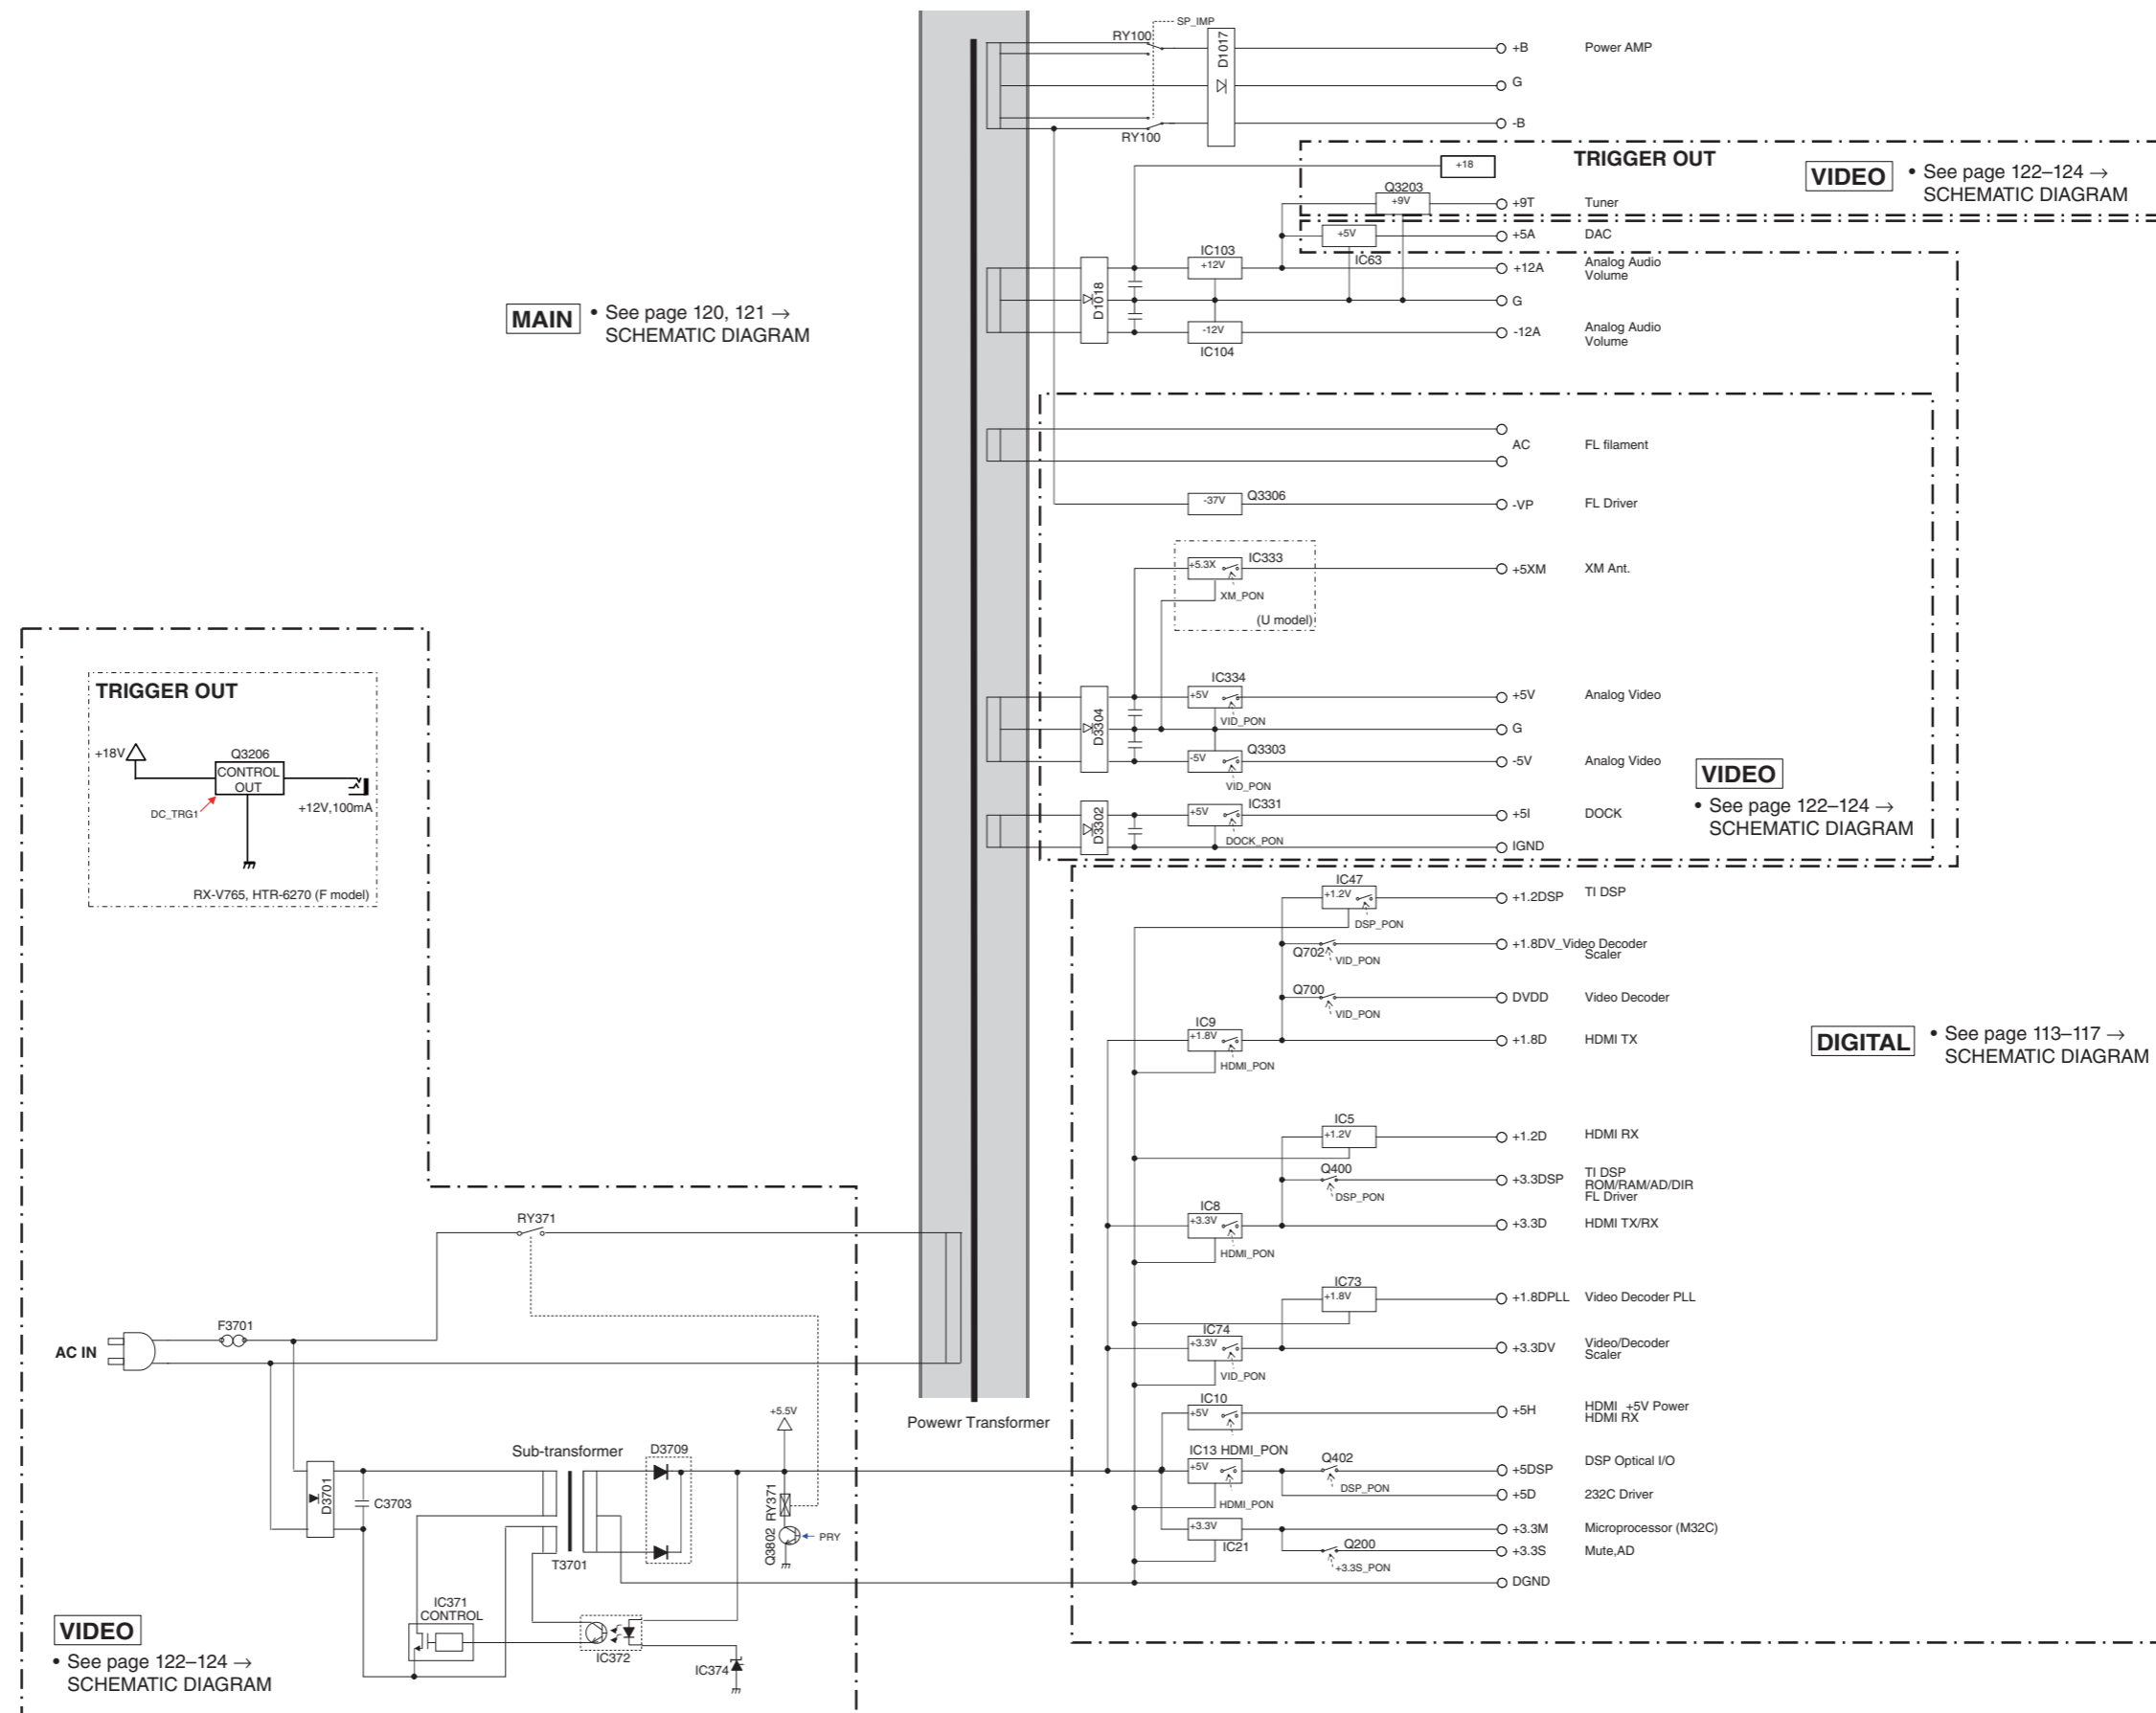 SP_IMP
RY100
D1017
+B
Power AMP
G
RY100
-B
+18
TRIGGER OUT
VIDEO
• See page 122–124 →
SCHEMATIC DIAGRAM
Q3203
+9V
+9T
Tuner
+5V
+5A
DAC
IC63
IC103
+12V
+12A
Analog Audio
Volume
D1018
G
-12V
IC104
-12A
Analog Audio
Volume
MAIN
• See page 120, 121 →
SCHEMATIC DIAGRAM
AC
FL filament
-37V
Q3306
-VP
FL Driver
+5.3X
IC333
XM_PON
(U model)
+5XM
XM Ant.
IC334
+5V
VID_PON
+5V
Analog Video
D3304
G
Q3303
-5V
VID_PON
-5V
Analog Video
D3302
IC331
+5V
DOCK_PON
+5I
DOCK
IGND
VIDEO
• See page 122–124 →
SCHEMATIC DIAGRAM
TRIGGER OUT
+18V
Q3206
CONTROL
OUT
DC_TRG1
+12V,100mA
RX-V765, HTR-6270 (F model)
IC47
+1.2V
DSP_PON
+1.2DSP
TI DSP
Q702
VID_PON
+1.8DV_Video Decoder
Scaler
Q700
VID_PON
DVDD
Video Decoder
IC9
+1.8V
HDMI_PON
+1.8D
HDMI TX
DIGITAL
• See page 113–117 →
SCHEMATIC DIAGRAM
IC5
+1.2V
+1.2D
HDMI RX
Q400
DSP_PON
+3.3DSP
TI DSP
ROM/RAM/AD/DIR
FL Driver
IC8
+3.3V
HDMI_PON
+3.3D
HDMI TX/RX
IC73
+1.8V
+1.8DPLL
Video Decoder PLL
IC74
+3.3V
VID_PON
+3.3DV
Video/Decoder
Scaler
IC10
+5V
+5H
HDMI +5V Power
HDMI RX
IC13 HDMI_PON
+5V
HDMI_PON
Q402
DSP_PON
+5DSP
DSP Optical I/O
+5D
232C Driver
+3.3V
IC21
+3.3M
Microprocessor (M32C)
Q200
+3.3S_PON
+3.3S
Mute,AD
DGND
Powewr Transformer
RY371
F3701
AC IN
+5.5V
Sub-transformer
D3709
D3701
C3703
T3701
RY371
Q3802
PRY
IC371
CONTROL
IC372
IC374
VIDEO
• See page 122–124 →
SCHEMATIC DIAGRAM